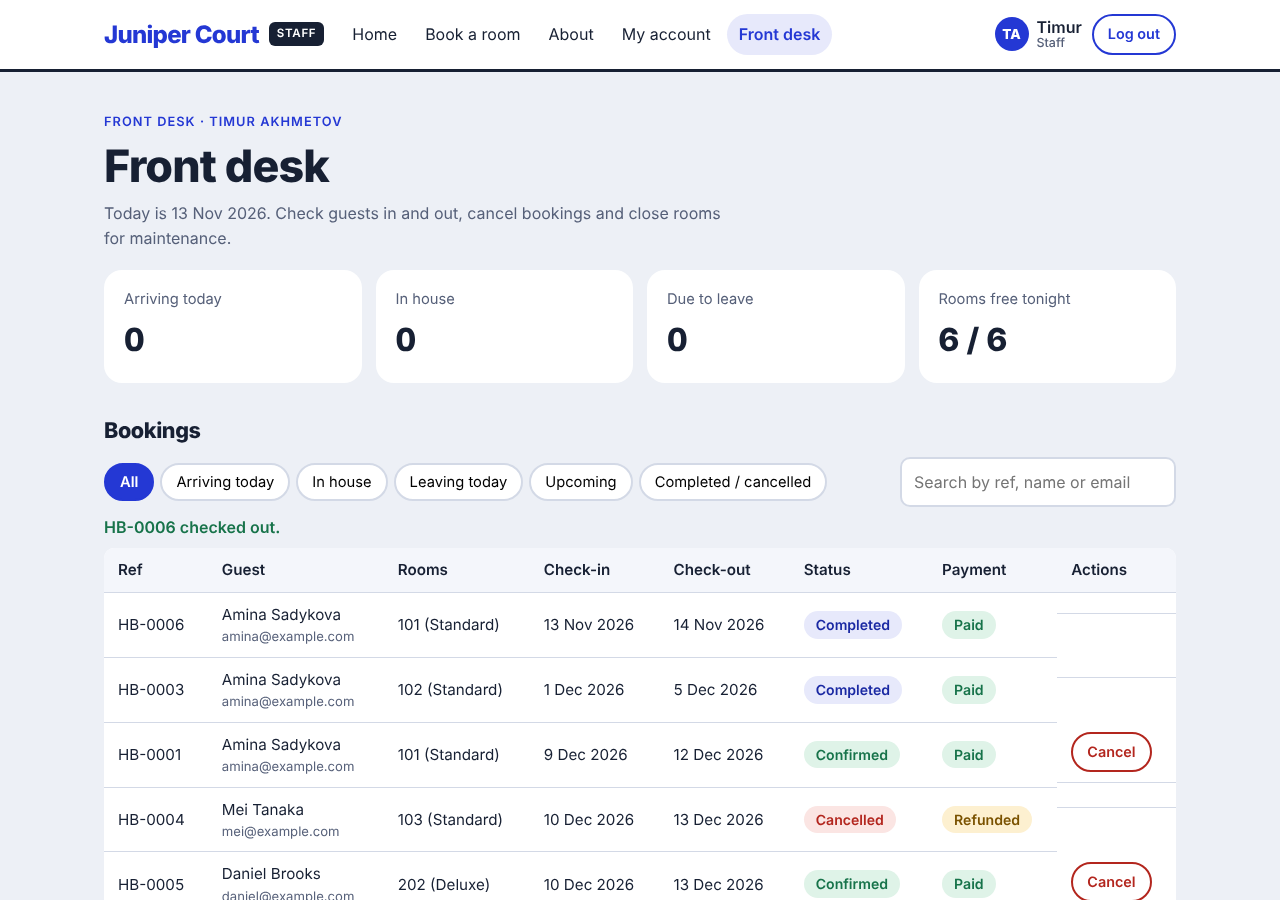 Juniper Court STAFF Home Book a room About My account Front desk TA Timur Staff Log out
FRONT DESK · TIMUR AKHMETOV
Front desk
Today is 13 Nov 2026. Check guests in and out, cancel bookings and close rooms
for maintenance.
Arriving today In house Due to leave Rooms free tonight
0 0 0 6 / 6
Bookings
All Arriving today In house Leaving today Upcoming Completed / cancelled Search by ref, name or email
HB-0006 checked out.
Ref Guest Rooms Check-in Check-out Status Payment Actions
HB-0006 Amina Sadykova 101 (Standard) 13 Nov 2026 14 Nov 2026 Completed Paid
amina@example.com
HB-0003 Amina Sadykova 102 (Standard) 1 Dec 2026 5 Dec 2026 Completed Paid
amina@example.com
HB-0001 Amina Sadykova 101 (Standard) 9 Dec 2026 12 Dec 2026 Confirmed Paid Cancel
amina@example.com
HB-0004 Mei Tanaka 103 (Standard) 10 Dec 2026 13 Dec 2026 Cancelled Refunded
mei@example.com
HB-0005 Daniel Brooks 202 (Deluxe) 10 Dec 2026 13 Dec 2026 Confirmed Paid Cancel
daniel@example.com